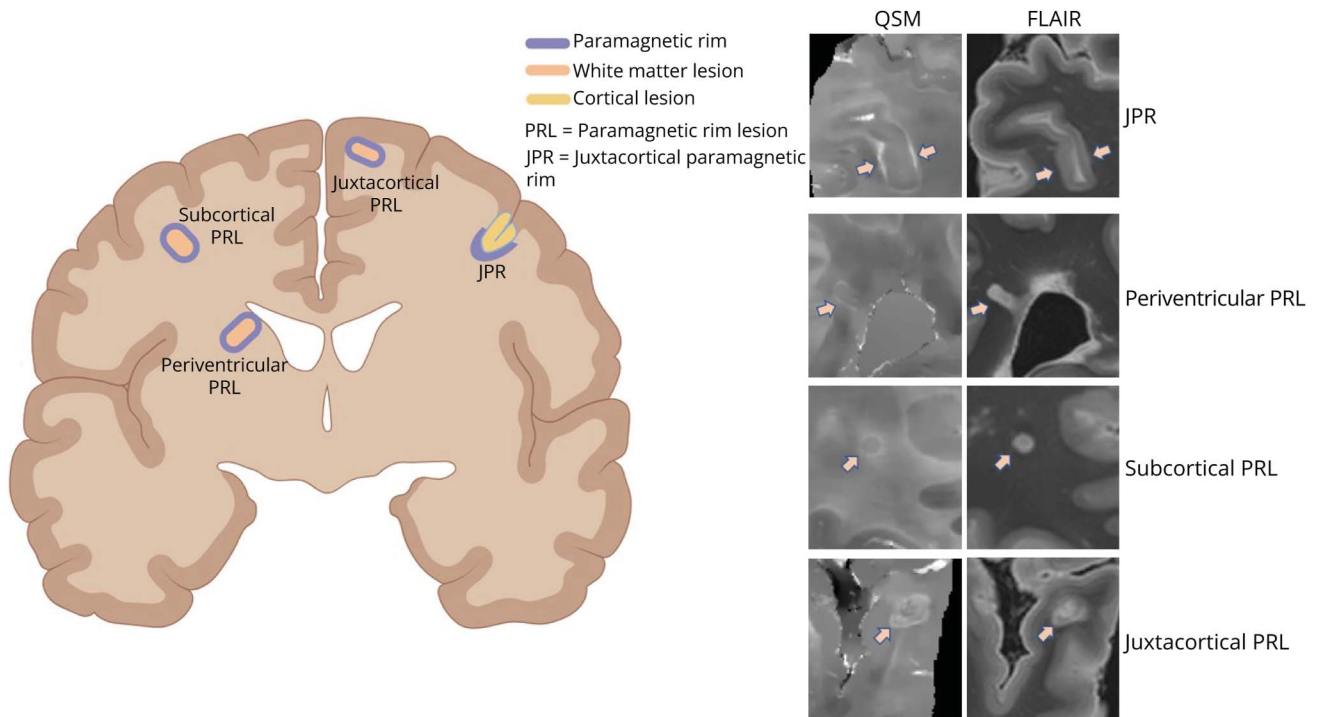 Paramagnetic rim
White matter lesion
Cortical lesion
PRL = Paramagnetic rim lesion
JPR = Juxtacortical paramagnetic
rim
Juxtacortical
PRL
Subcortical
PRL
JPR
Periventricular
PRL
QSM
FLAIR
JPR
Periventricular PRL
Subcortical PRL
Juxtacortical PRL